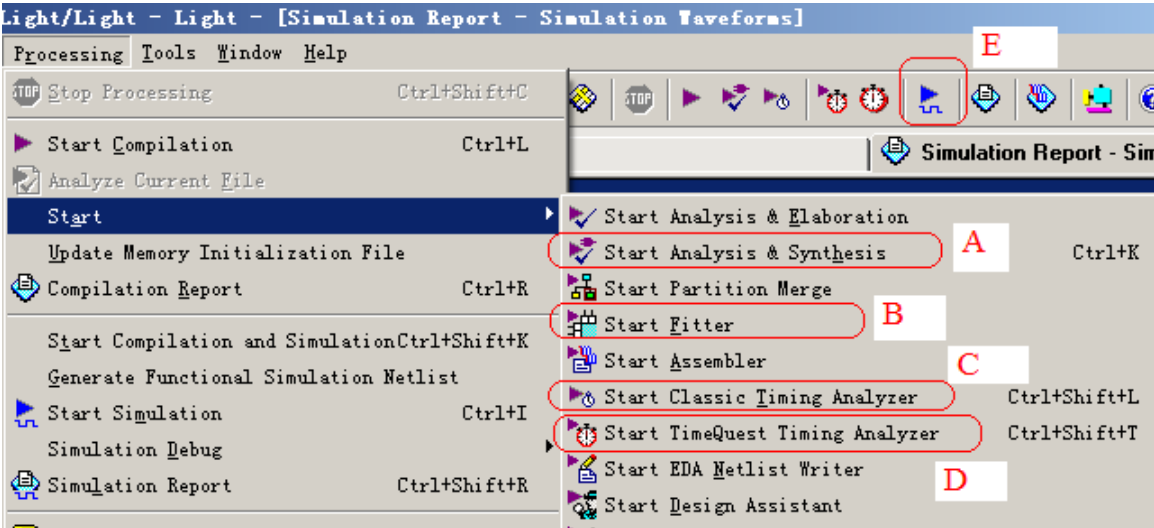 Light/Light - Light - [Simulation Report - Simulation Waveforms]
Processing Tools Window Help
E
Stop Processing Ctrl+Shift+C
STOP
STOP
Start Compilation Ctrl+L
Simulation Report - Sim
Analyze Current File
Start
Start Analysis & Elaboration
Update Memory Initialization File
Start Analysis & Synthesis Ctrl+K
A
Compilation Report Ctrl+R
Start Partition Merge
Start Fitter
B
Start Compilation and Simulation Ctrl+Shift+K
Start Assembler
C
Generate Functional Simulation Netlist
Start Classic Timing Analyzer Ctrl+Shift+L
Start Simulation Ctrl+I
Start TimeQuest Timing Analyzer Ctrl+Shift+T
Simulation Debug
Start EDA Netlist Writer
D
Simulation Report Ctrl+Shift+R
Start Design Assistant